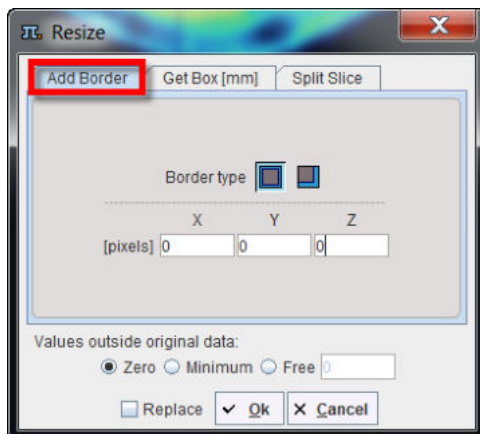 Resize
Add Border Get Box [mm] Split Slice
Border type
X Y Z
[pixels] 0 0 0
Values outside original data:
Zero Minimum Free 0
Replace Ok Cancel